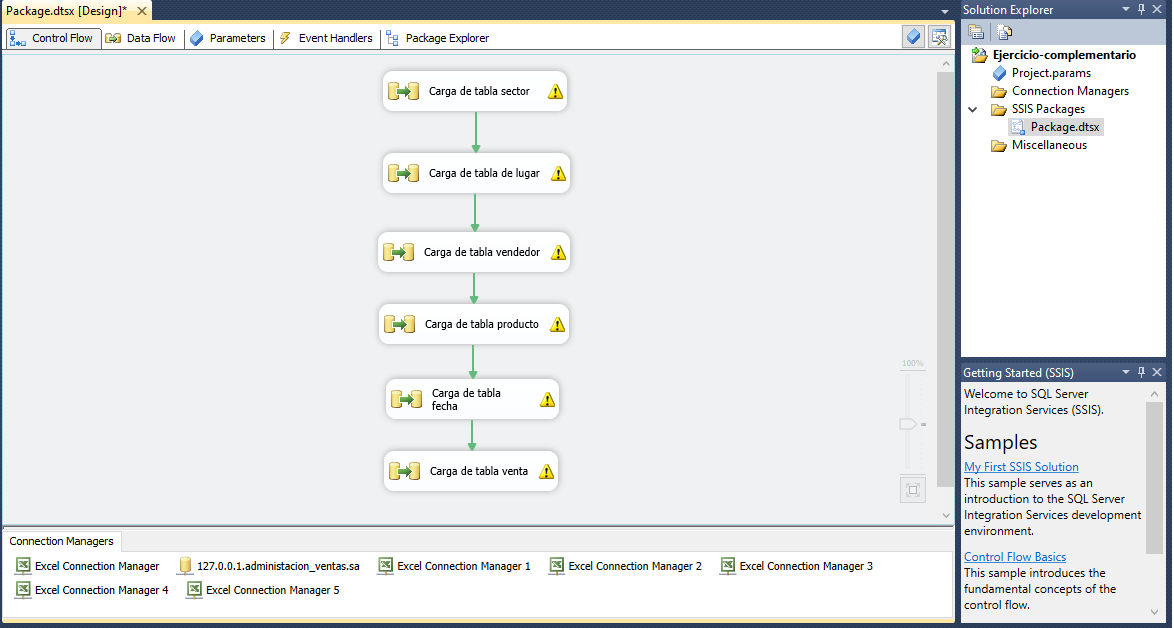 Package.dtsx [Design]*
Control Flow
Data Flow
Parameters
Event Handlers
Package Explorer
Carga de tabla sector
Carga de tabla de lugar
Carga de tabla vendedor
Carga de tabla producto
Carga de tabla
fecha
Carga de tabla venta
100%
Connection Managers
Excel Connection Manager
127.0.0.1.administacion_ventas.sa
Excel Connection Manager 1
Excel Connection Manager 2
Excel Connection Manager 3
Excel Connection Manager 4
Excel Connection Manager 5
Solution Explorer
Ejercicio-complementario
Project.params
Connection Managers
SSIS Packages
Package.dtsx
Miscellaneous
Getting Started (SSIS)
Welcome to SQL Server
Integration Services (SSIS).
Samples
My First SSIS Solution
This sample serves as an
introduction to the SQL Server
Integration Services development
environment.
Control Flow Basics
This sample introduces the
fundamental concepts of the
control flow.